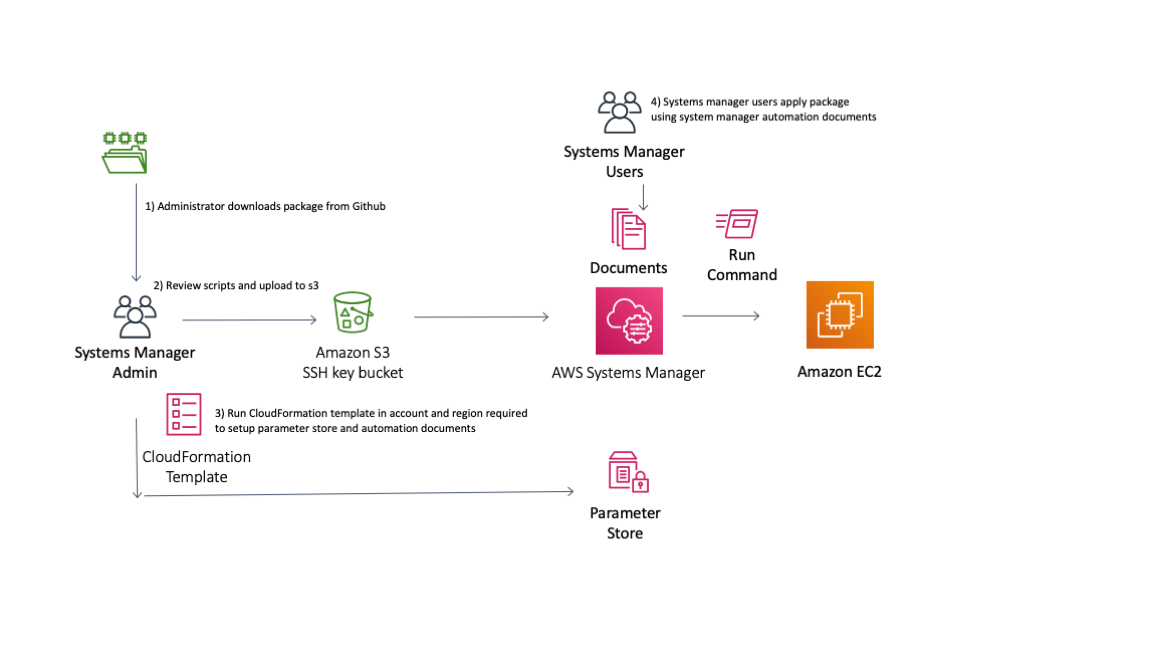 4) Systems manager users apply package
using system manager automation documents
Systems Manager
Users
1) Administrator downloads package from Github
Documents
Run
Command
2) Review scripts and upload to s3
Systems Manager
Admin
Amazon S3
SSH key bucket
AWS Systems Manager
Amazon EC2
3) Run CloudFormation template in account and region required
to setup parameter store and automation documents
CloudFormation
Template
Parameter
Store